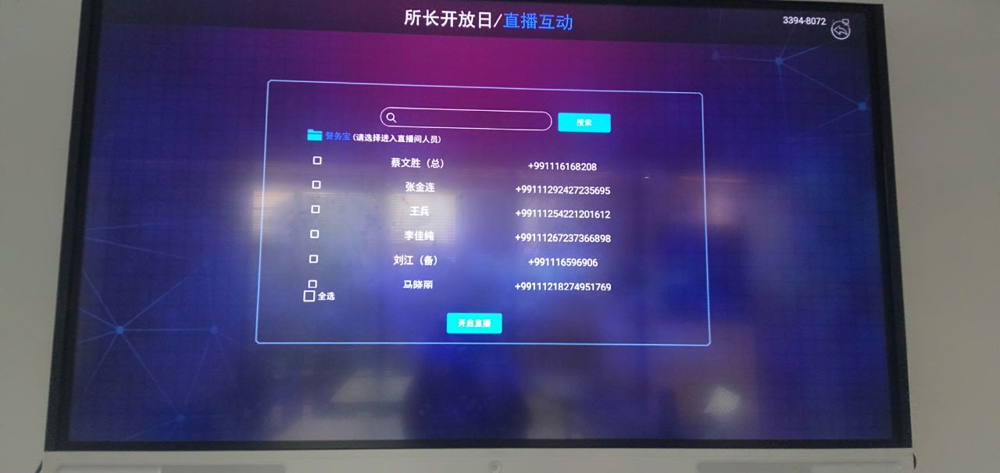 所长开放日/直播互动
3394-8072
搜索
警务宝 (请选择进入直播间人员)
蔡文胜（总） +991116168208
张金连 +99111292427235695
王兵 +99111254221201612
李佳纯 +99111267237366898
刘江（备） +991116596906
马晓丽 +99111218274951769
全选
开启直播